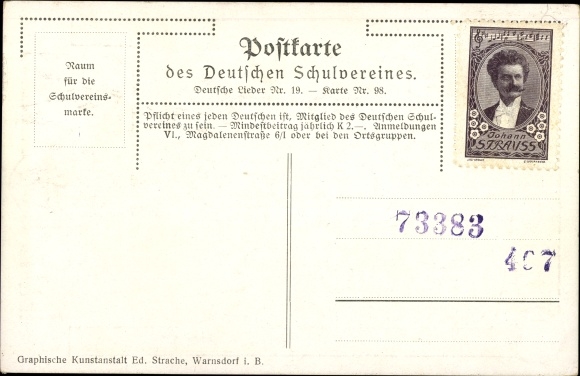 Raum
für die
Schulvereins-
marke.
Postkarte
des Deutschen Schulvereines.
Deutsche Lieder Nr. 19. — Karte Nr. 98.
Pflicht eines jeden Deutschen ist, Mitglied des Deutschen Schul-
vereines zu sein. — Mindestbeitrag jährlich K 2.—. Anmeldungen
VI., Magdalenenstraße 6/1 oder bei den Ortsgruppen.
Johann
STRAUSS
73383
407
Graphische Kunstanstalt Ed. Strache, Warnsdorf i. B.